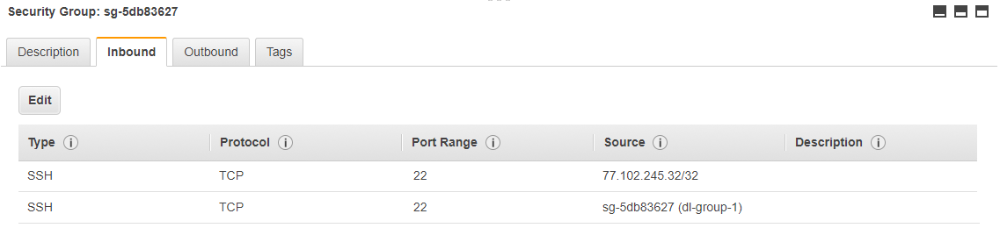 Security Group: sg-5db83627
Description Inbound Outbound Tags
Edit
Type Protocol Port Range Source Description
SSH TCP 22 77.102.245.32/32
SSH TCP 22 sg-5db83627 (dl-group-1)